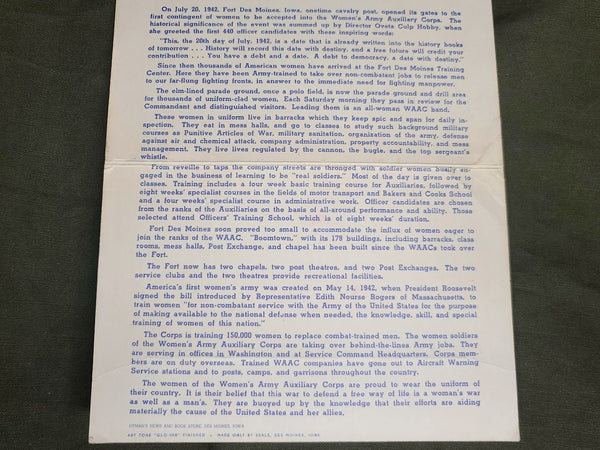 On July 20, 1942, Fort Des Moines, Iowa, onetime cavalry post, opened its gates to the
first contingent of women to be accepted into the Women's Army Auxiliary Corps. The
historical significance of the event was summed up by Director Oveta Culp Hobby, when
she greeted the first 440 officer candidates with these inspiring words:
"This, the 20th day of July, 1942, is a date that is already written into the history books
of tomorrow . . . History will record this date with destiny, and a free future will credit your
contribution . . . You have a debt and a date. A debt to democracy, a date with destiny."
Since then thousands of American women have arrived at the Fort Des Moines Training
Center. Here they have been Army-trained to take over non-combatant jobs to release men
to our far-flung fighting fronts, in answer to the immediate need for fighting manpower.
The elm-lined parade ground, once a polo field, is now the parade ground and drill area
for thousands of uniform-clad women. Each Saturday morning they pass in review for the
Commandant and distinguished visitors. Leading them is an all-woman WAAC band.
These women in uniform live in barracks which they keep spic and span for daily in-
spection. They eat in mess halls, and go to classes to study such background military
courses as Punitive Articles of War, military sanitation, organization of the army, defense
against air and chemical attack, company administration, property accountability, and mess
management. They live lives regulated by the cannon, the bugle, and the top sergeant's
whistle.
From reveille to taps the company streets are thronged with soldier women busily en-
gaged in the business of learning to be "real soldiers." Most of the day is given over to
classes. Training includes a four week basic training course for Auxiliaries, followed by
eight weeks' specialist courses in the fields of motor transport and Bakers and Cooks School
and a four weeks' specialist course in administrative work. Officer candidates are chosen
from the ranks of the Auxiliaries on the basis of all-around performance and ability. Those
selected attend Officers' Training School, which is of eight weeks' duration.
Fort Des Moines soon proved too small to accommodate the influx of women eager to
join the ranks of the WAAC. "Boomtown," with its 178 buildings, including barracks, class
rooms, mess halls, Post Exchange, and chapel has been built since the WAACs took over
the Fort.
The Fort now has two chapels, two post theatres, and two Post Exchanges. The two
service clubs and the two theatres provide recreational facilities.
America's first women's army was created on May 14, 1942, when President Roosevelt
signed the bill introduced by Representative Edith Nourse Rogers of Massachusetts, to
train women "for non-combatant service with the Army of the United States for the purpose
of making available to the national defense when needed, the knowledge, skill, and special
training of women of this nation."
The Corps is training 150,000 women to replace combat-trained men. The women soldiers
of the Women's Army Auxiliary Corps are taking over behind-the-lines Army jobs. They
are serving in offices in Washington and at Service Command Headquarters. Corps mem-
bers are on duty overseas. Trained WAAC companies have gone out to Aircraft Warning
Service stations and to posts, camps, and garrisons throughout the country.
The women of the Women's Army Auxiliary Corps are proud to wear the uniform of
their country. It is their belief that this war to defend a free way of life is a woman's war
as well as a man's. They are buoyed up by the knowledge that their efforts are aiding
materially the cause of the United States and her allies.
HYMAN'S NEWS AND BOOK STORE, DES MOINES, IOWA
ART TONE "GLO-VAR" FINISHED MADE ONLY BY BEALS, DES MOINES, IOWA